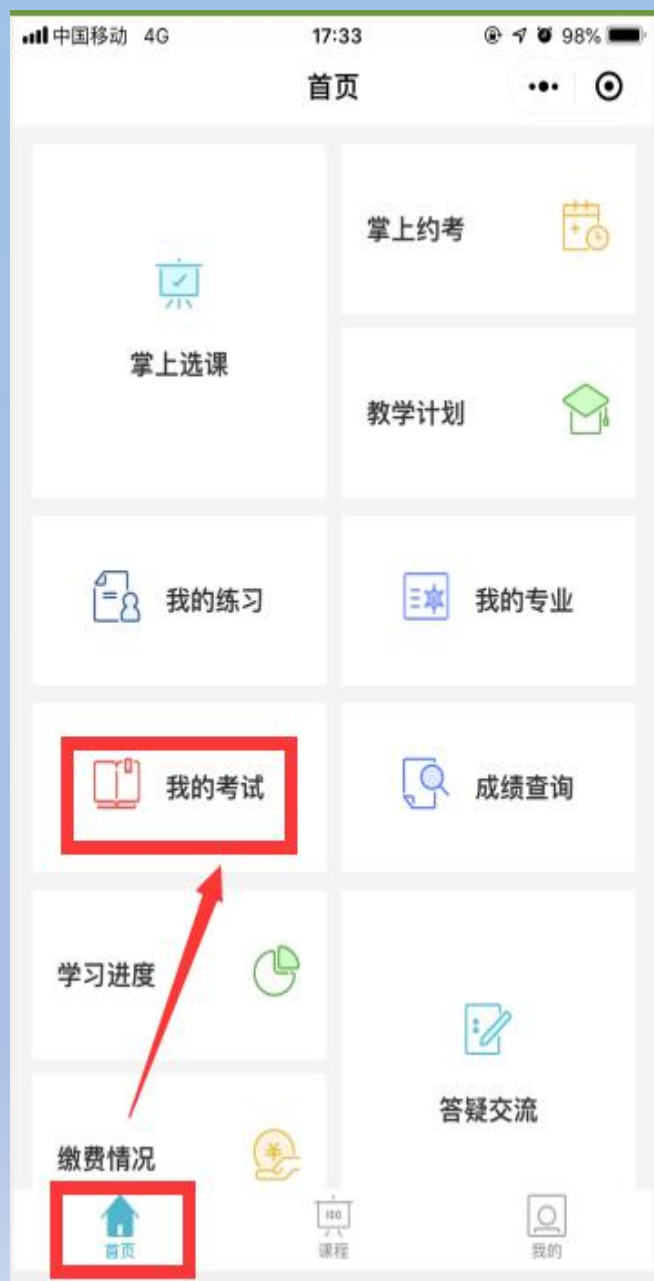 中国移动 4G 17:33 98%
首页
掌上选课
掌上约考
教学计划
我的练习
我的专业
我的考试
成绩查询
学习进度
缴费情况
答疑交流
100
首页
课程
我的